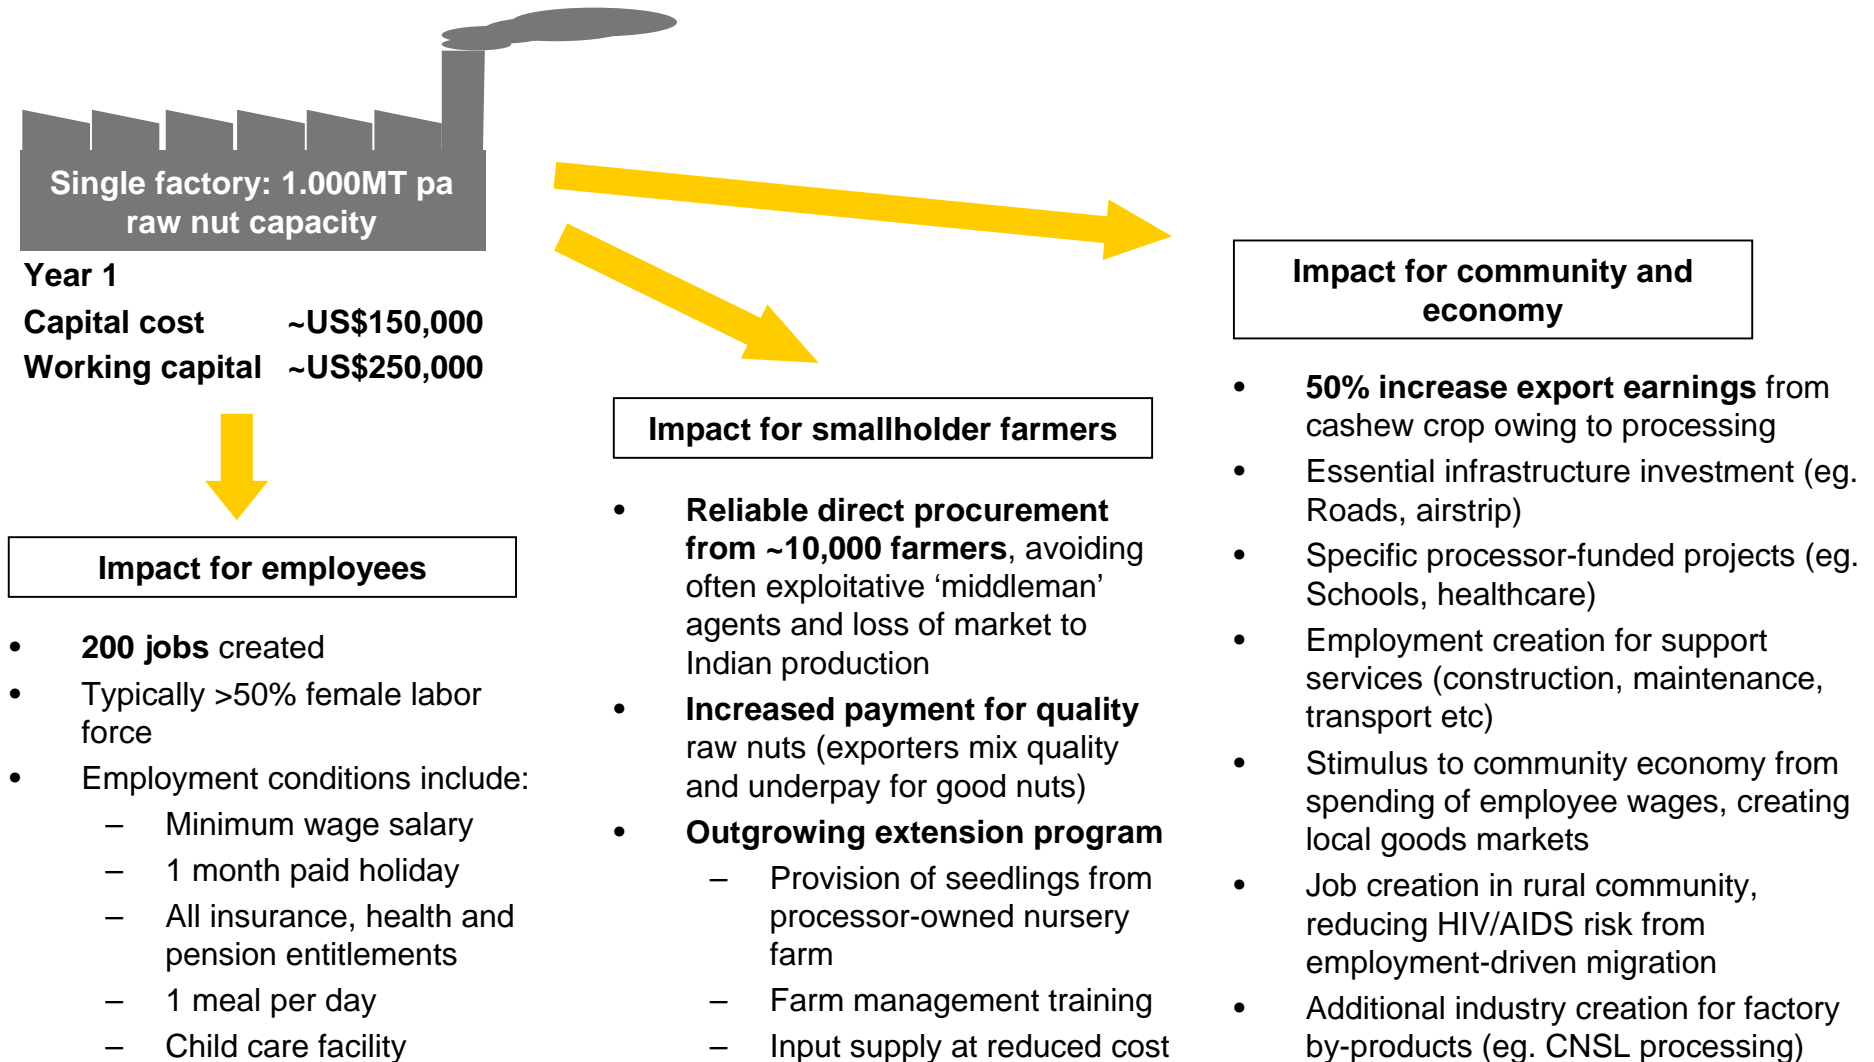 Single factory: 1.000MT pa
raw nut capacity
Year 1
Capital cost ~US$150,000
Working capital ~US$250,000
Impact for employees
• 200 jobs created
• Typically >50% female labor
force
• Employment conditions include:
– Minimum wage salary
– 1 month paid holiday
– All insurance, health and
pension entitlements
– 1 meal per day
– Child care facility
Impact for smallholder farmers
• Reliable direct procurement
from ~10,000 farmers, avoiding
often exploitative ‘middleman’
agents and loss of market to
Indian production
• Increased payment for quality
raw nuts (exporters mix quality
and underpay for good nuts)
• Outgrowing extension program
– Provision of seedlings from
processor-owned nursery
farm
– Farm management training
– Input supply at reduced cost
Impact for community and
economy
• 50% increase export earnings from
cashew crop owing to processing
• Essential infrastructure investment (eg.
Roads, airstrip)
• Specific processor-funded projects (eg.
Schools, healthcare)
• Employment creation for support
services (construction, maintenance,
transport etc)
• Stimulus to community economy from
spending of employee wages, creating
local goods markets
• Job creation in rural community,
reducing HIV/AIDS risk from
employment-driven migration
• Additional industry creation for factory
by-products (eg. CNSL processing)